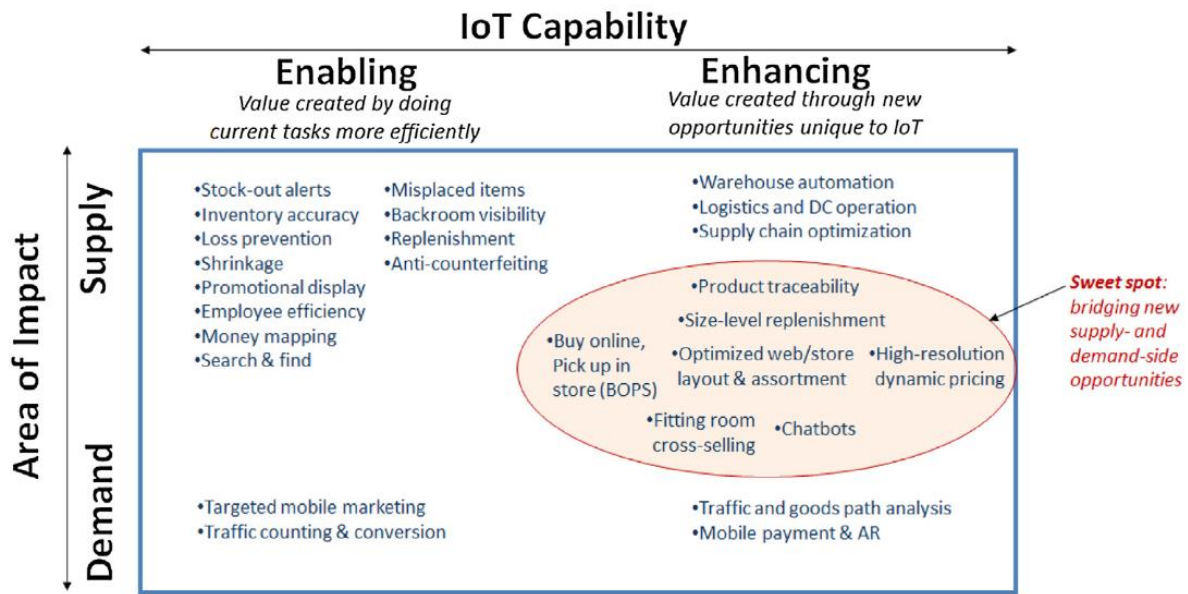 IoT Capability
Enabling
Value created by doing
current tasks more efficiently
Enhancing
Value created through new
opportunities unique to IoT
Area of Impact
Supply
Demand
•Stock-out alerts
•Inventory accuracy
•Loss prevention
•Shrinkage
•Promotional display
•Employee efficiency
•Money mapping
•Search & find
•Misplaced items
•Backroom visibility
•Replenishment
•Anti-counterfeiting
•Warehouse automation
•Logistics and DC operation
•Supply chain optimization
•Product traceability
•Size-level replenishment
•Buy online,
Pick up in
store (BOPS)
•Optimized web/store
layout & assortment
•High-resolution
dynamic pricing
•Fitting room
cross-selling
•Chatbots
Sweet spot:
bridging new
supply- and
demand-side
opportunities
•Targeted mobile marketing
•Traffic counting & conversion
•Traffic and goods path analysis
•Mobile payment & AR